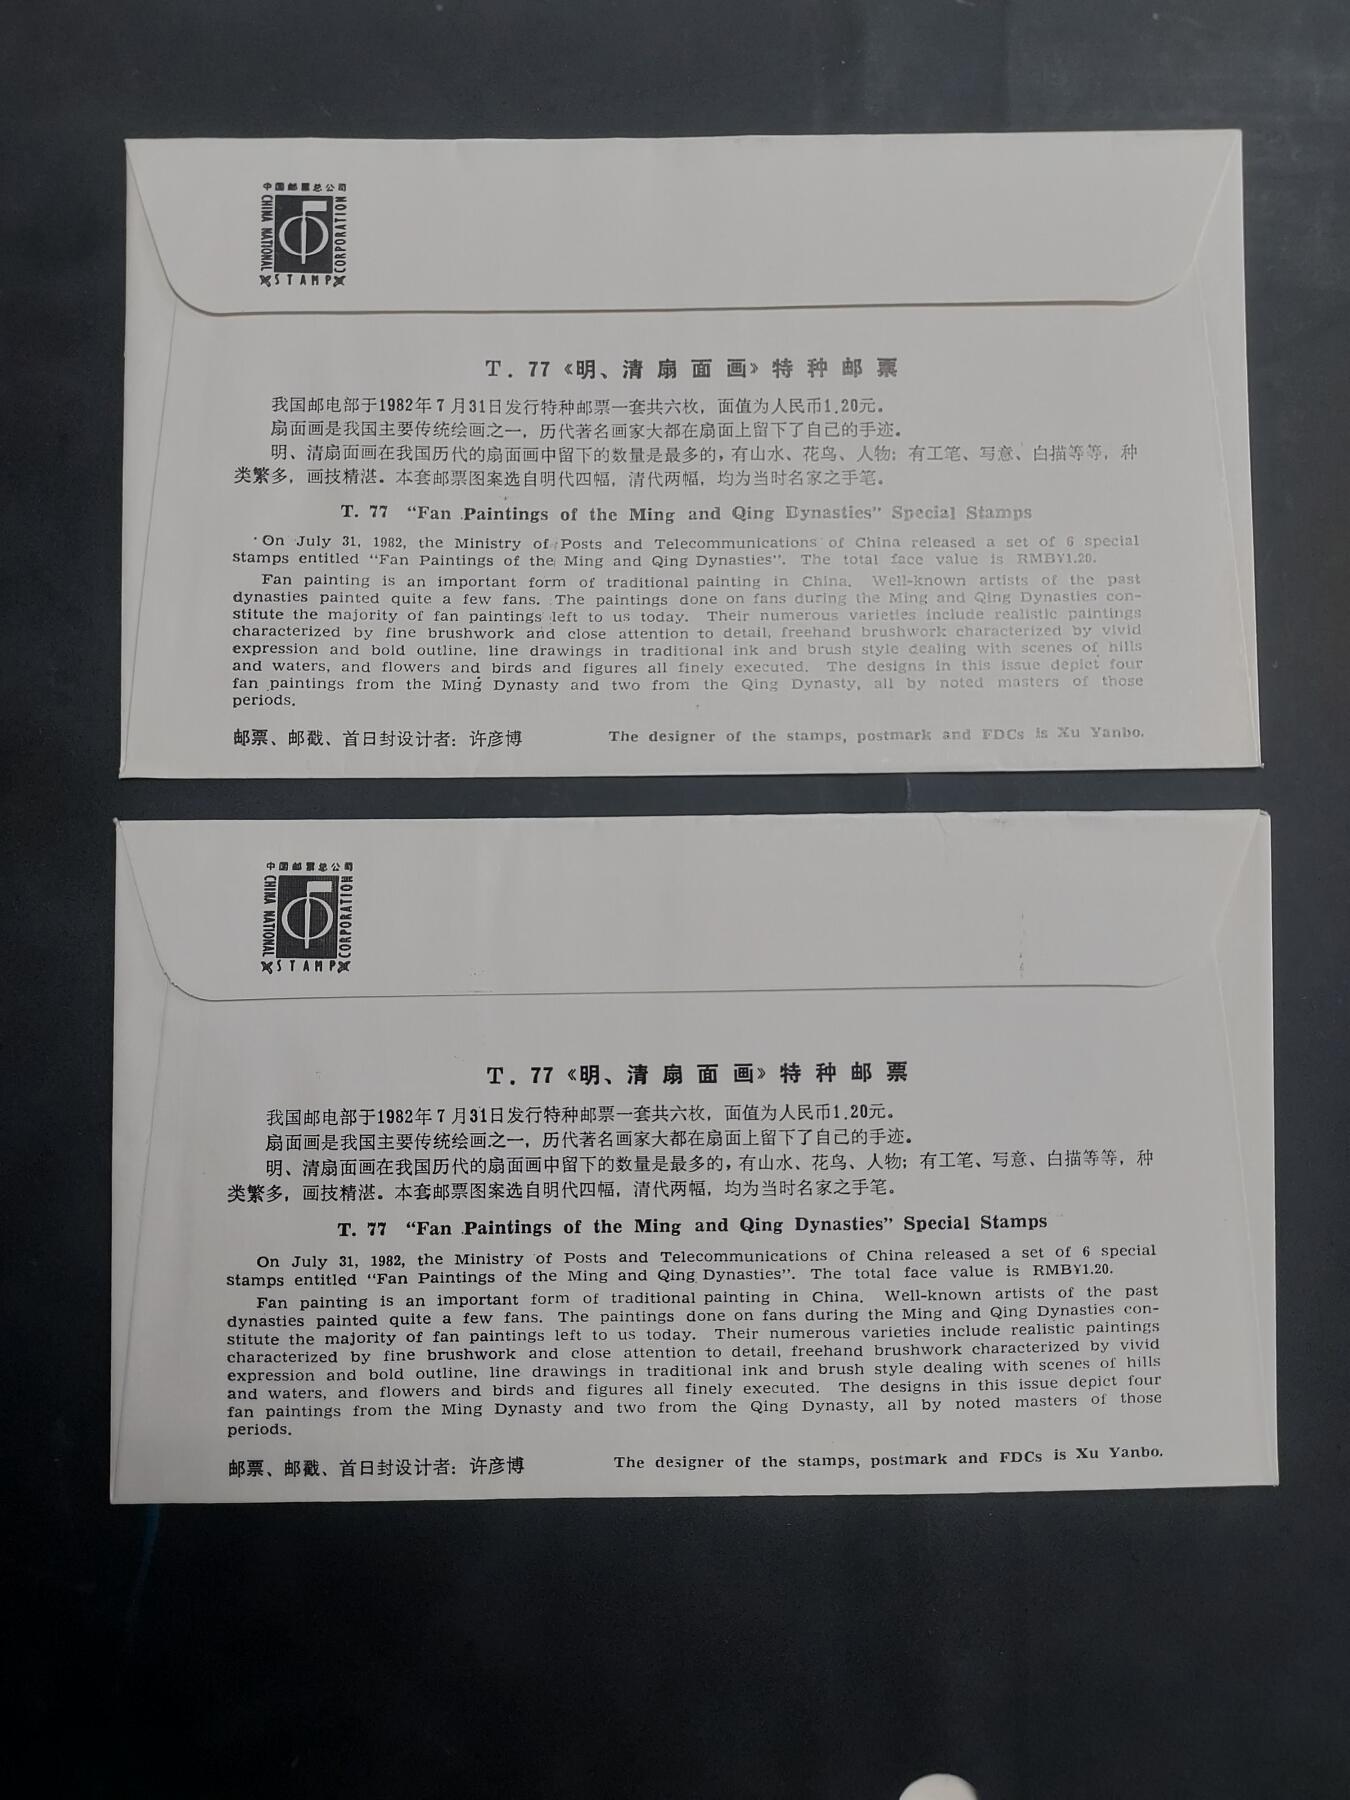 中国邮票总公司
CHINA NATIONAL
STAMP
CORPORATION
T. 77《明、清扇面画》特种邮票
我国邮电部于1982年7月31日发行特种邮票一套共六枚，面值为人民币1.20元。
扇面画是我国主要传统绘画之一，历代著名画家大都在扇面上留下了自己的手迹。
明、清扇面画在我国历代的扇面画中留下的数量是最多的，有山水、花鸟、人物；有工笔、写意、白描等等，种
类繁多，画技精湛。本套邮票图案选自明代四幅，清代两幅，均为当时名家之手笔。
T. 77 “Fan Paintings of the Ming and Qing Dynasties” Special Stamps
On July 31, 1982, the Ministry of Posts and Telecommunications of China released a set of 6 special
stamps entitled “Fan Paintings of the Ming and Qing Dynasties”. The total face value is RMB¥1.20.
Fan painting is an important form of traditional painting in China. Well-known artists of the past
dynasties painted quite a few fans. The paintings done on fans during the Ming and Qing Dynasties con-
stitute the majority of fan paintings left to us today. Their numerous varieties include realistic paintings
characterized by fine brushwork and close attention to detail, freehand brushwork characterized by vivid
expression and bold outline, line drawings in traditional ink and brush style dealing with scenes of hills
and waters, and flowers and birds and figures all finely executed. The designs in this issue depict four
fan paintings from the Ming Dynasty and two from the Qing Dynasty, all by noted masters of those
periods.
邮票、邮戳、首日封设计者：许彦博 The designer of the stamps, postmark and FDCs is Xu Yanbo.
中国邮票总公司
CHINA NATIONAL
STAMP
CORPORATION
T. 77《明、清扇面画》特种邮票
我国邮电部于1982年7月31日发行特种邮票一套共六枚，面值为人民币1.20元。
扇面画是我国主要传统绘画之一，历代著名画家大都在扇面上留下了自己的手迹。
明、清扇面画在我国历代的扇面画中留下的数量是最多的，有山水、花鸟、人物；有工笔、写意、白描等等，种
类繁多，画技精湛。本套邮票图案选自明代四幅，清代两幅，均为当时名家之手笔。
T. 77 “Fan Paintings of the Ming and Qing Dynasties” Special Stamps
On July 31, 1982, the Ministry of Posts and Telecommunications of China released a set of 6 special
stamps entitled “Fan Paintings of the Ming and Qing Dynasties”. The total face value is RMB¥1.20.
Fan painting is an important form of traditional painting in China. Well-known artists of the past
dynasties painted quite a few fans. The paintings done on fans during the Ming and Qing Dynasties con-
stitute the majority of fan paintings left to us today. Their numerous varieties include realistic paintings
characterized by fine brushwork and close attention to detail, freehand brushwork characterized by vivid
expression and bold outline, line drawings in traditional ink and brush style dealing with scenes of hills
and waters, and flowers and birds and figures all finely executed. The designs in this issue depict four
fan paintings from the Ming Dynasty and two from the Qing Dynasty, all by noted masters of those
periods.
邮票、邮戳、首日封设计者：许彦博 The designer of the stamps, postmark and FDCs is Xu Yanbo.